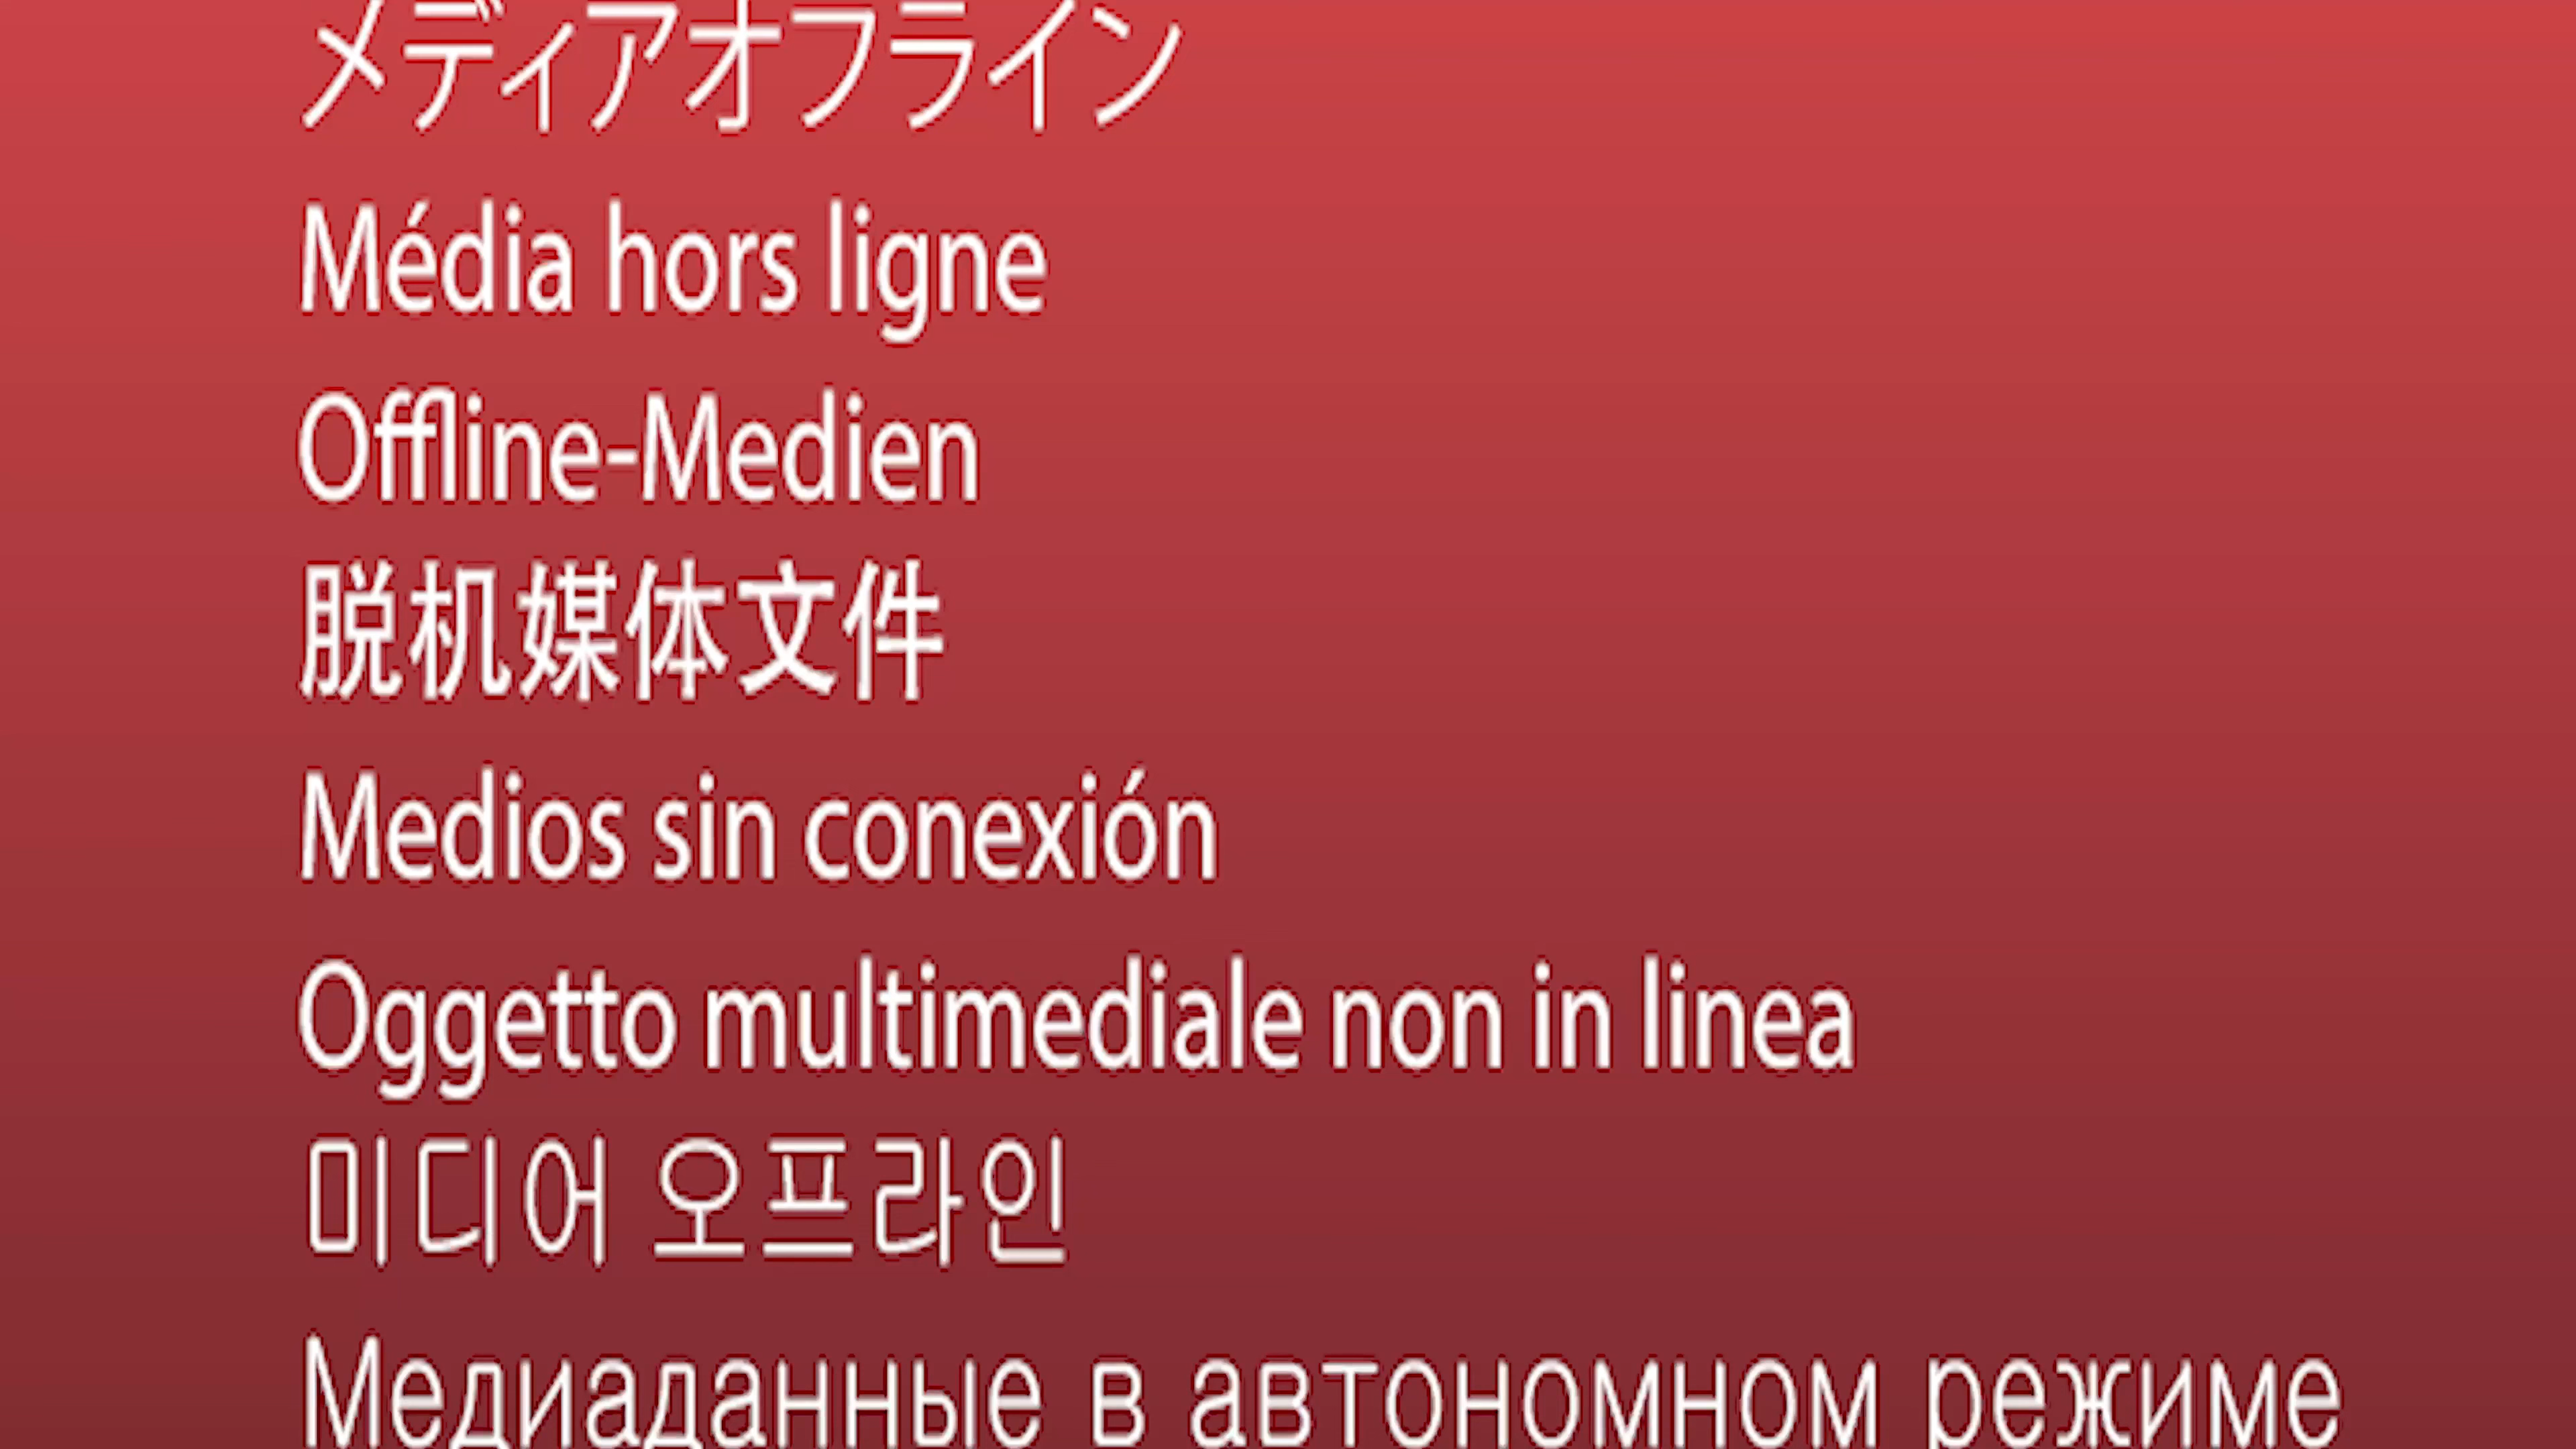 メディアオフライン
Média hors ligne
Offline-Medien
脱机媒体文件
Medios sin conexión
Oggetto multimediale non in linea
미디어 오프라인
Медиаданные в автономном режиме